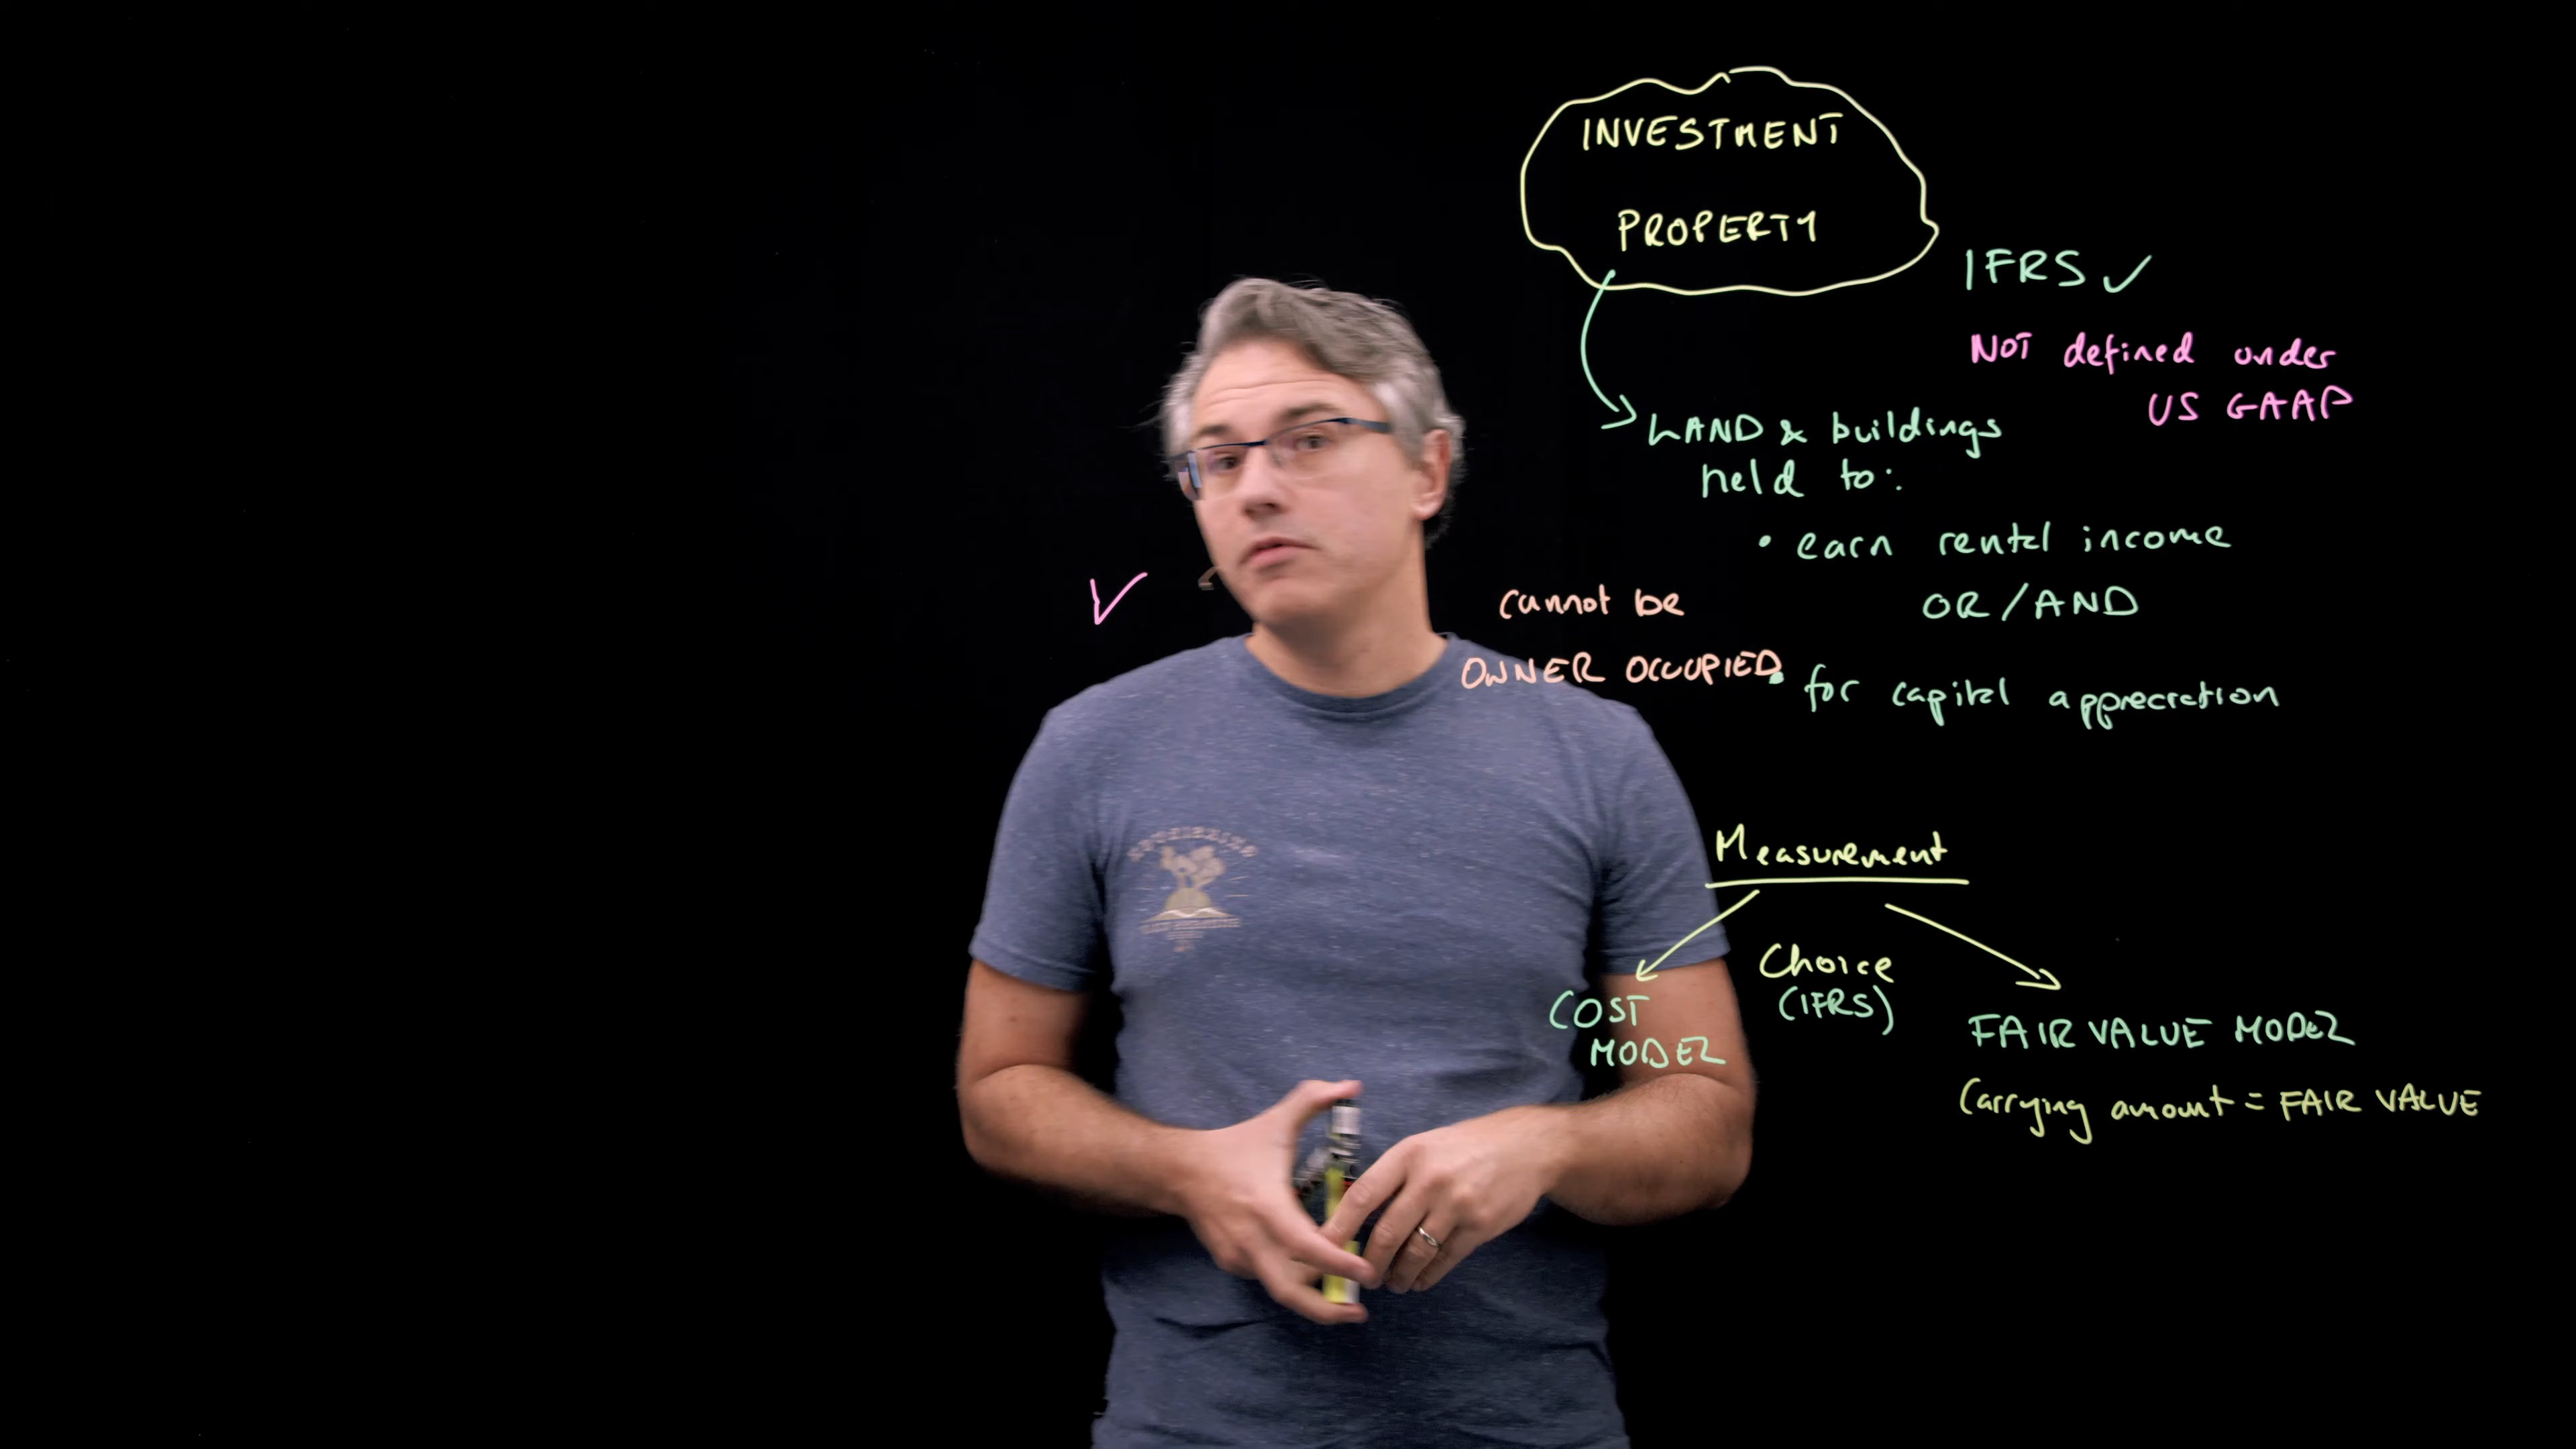 INVESTMENT
PROPERTY
IFRS ✓
NOT defined under
US GAAP
LAND & buildings
held to:
• earn rental income
OR/AND
cannot be
OWNER OCCUPIED
• for capital appreciation
Measurement
Choice
(IFRS)
COST
MODEL
FAIR VALUE MODEL
Carrying amount = FAIR VALUE